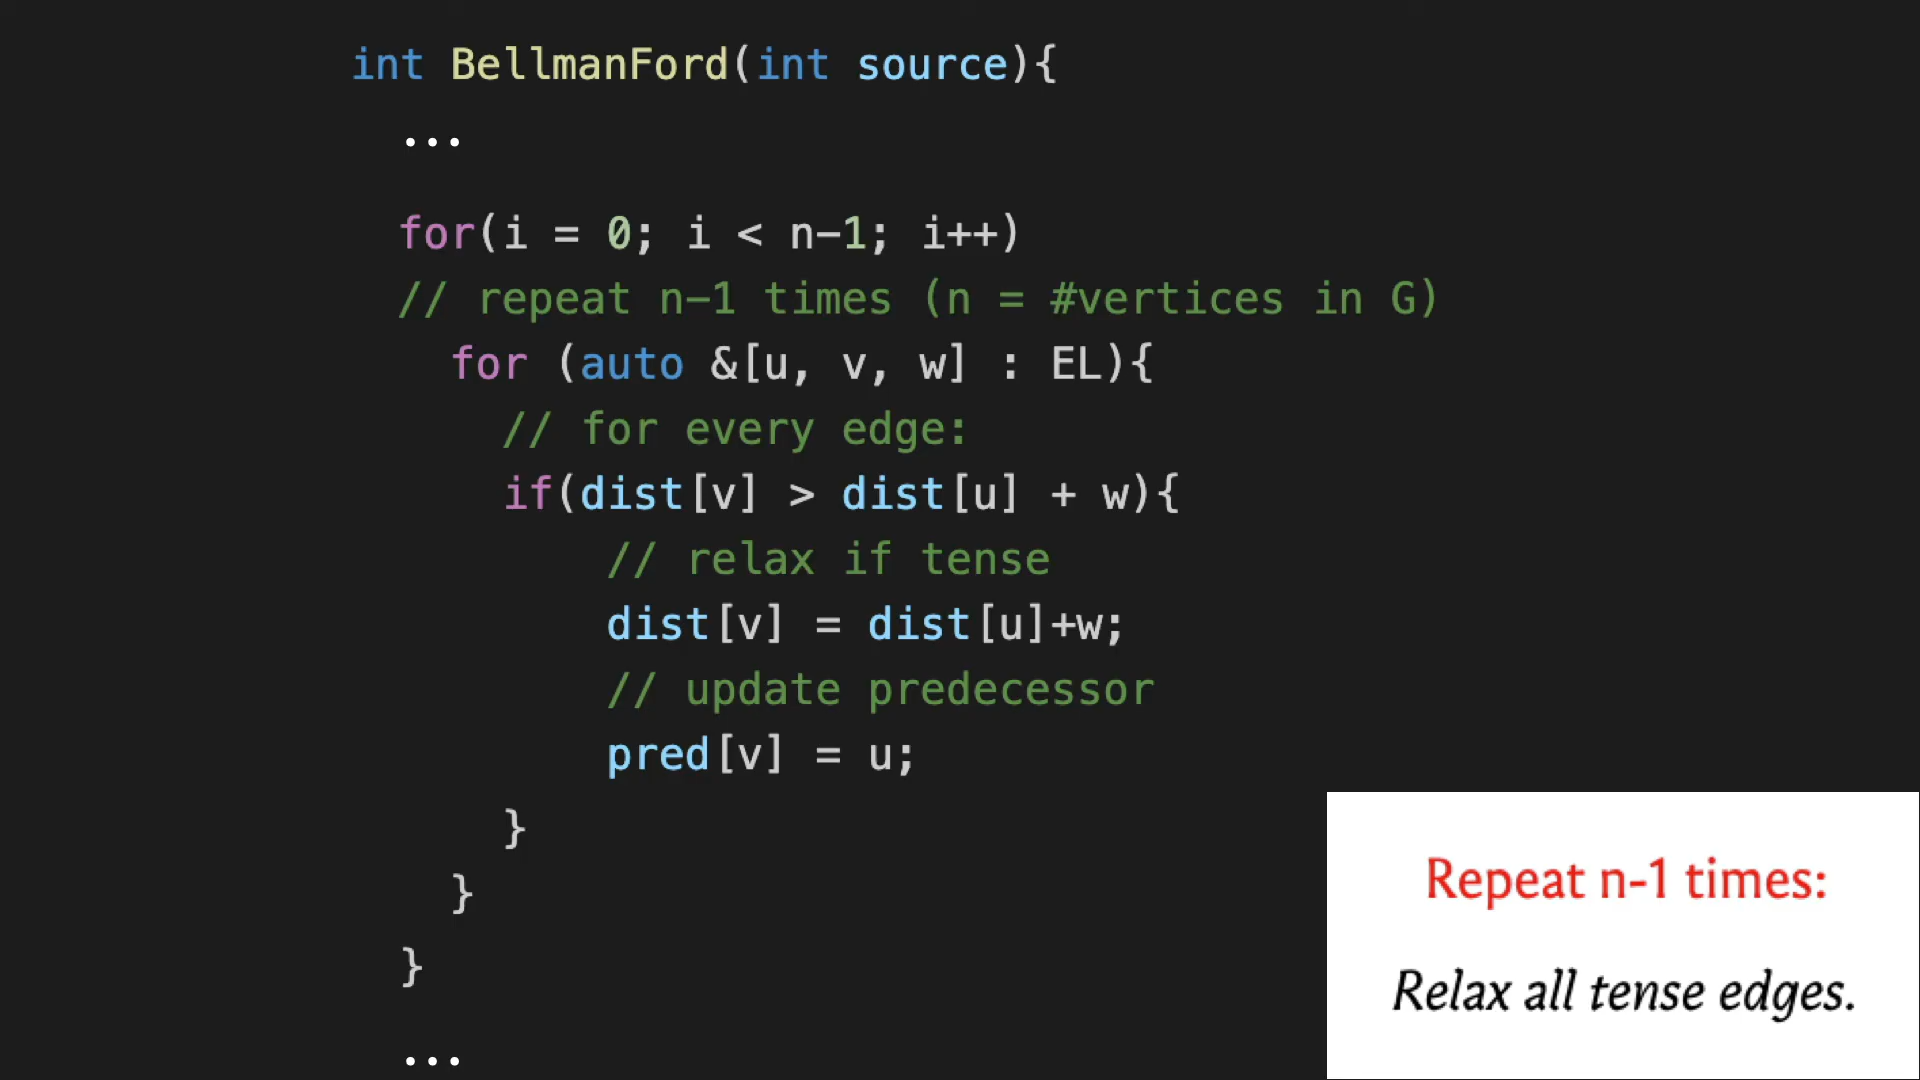 int BellmanFord(int source){
...
for(i = 0; i < n-1; i++)
// repeat n-1 times (n = #vertices in G)
for (auto &[u, v, w] : EL){
// for every edge:
if(dist[v] > dist[u] + w){
// relax if tense
dist[v] = dist[u]+w;
// update predecessor
pred[v] = u;
}
}
}
...
Repeat n-1 times:
Relax all tense edges.